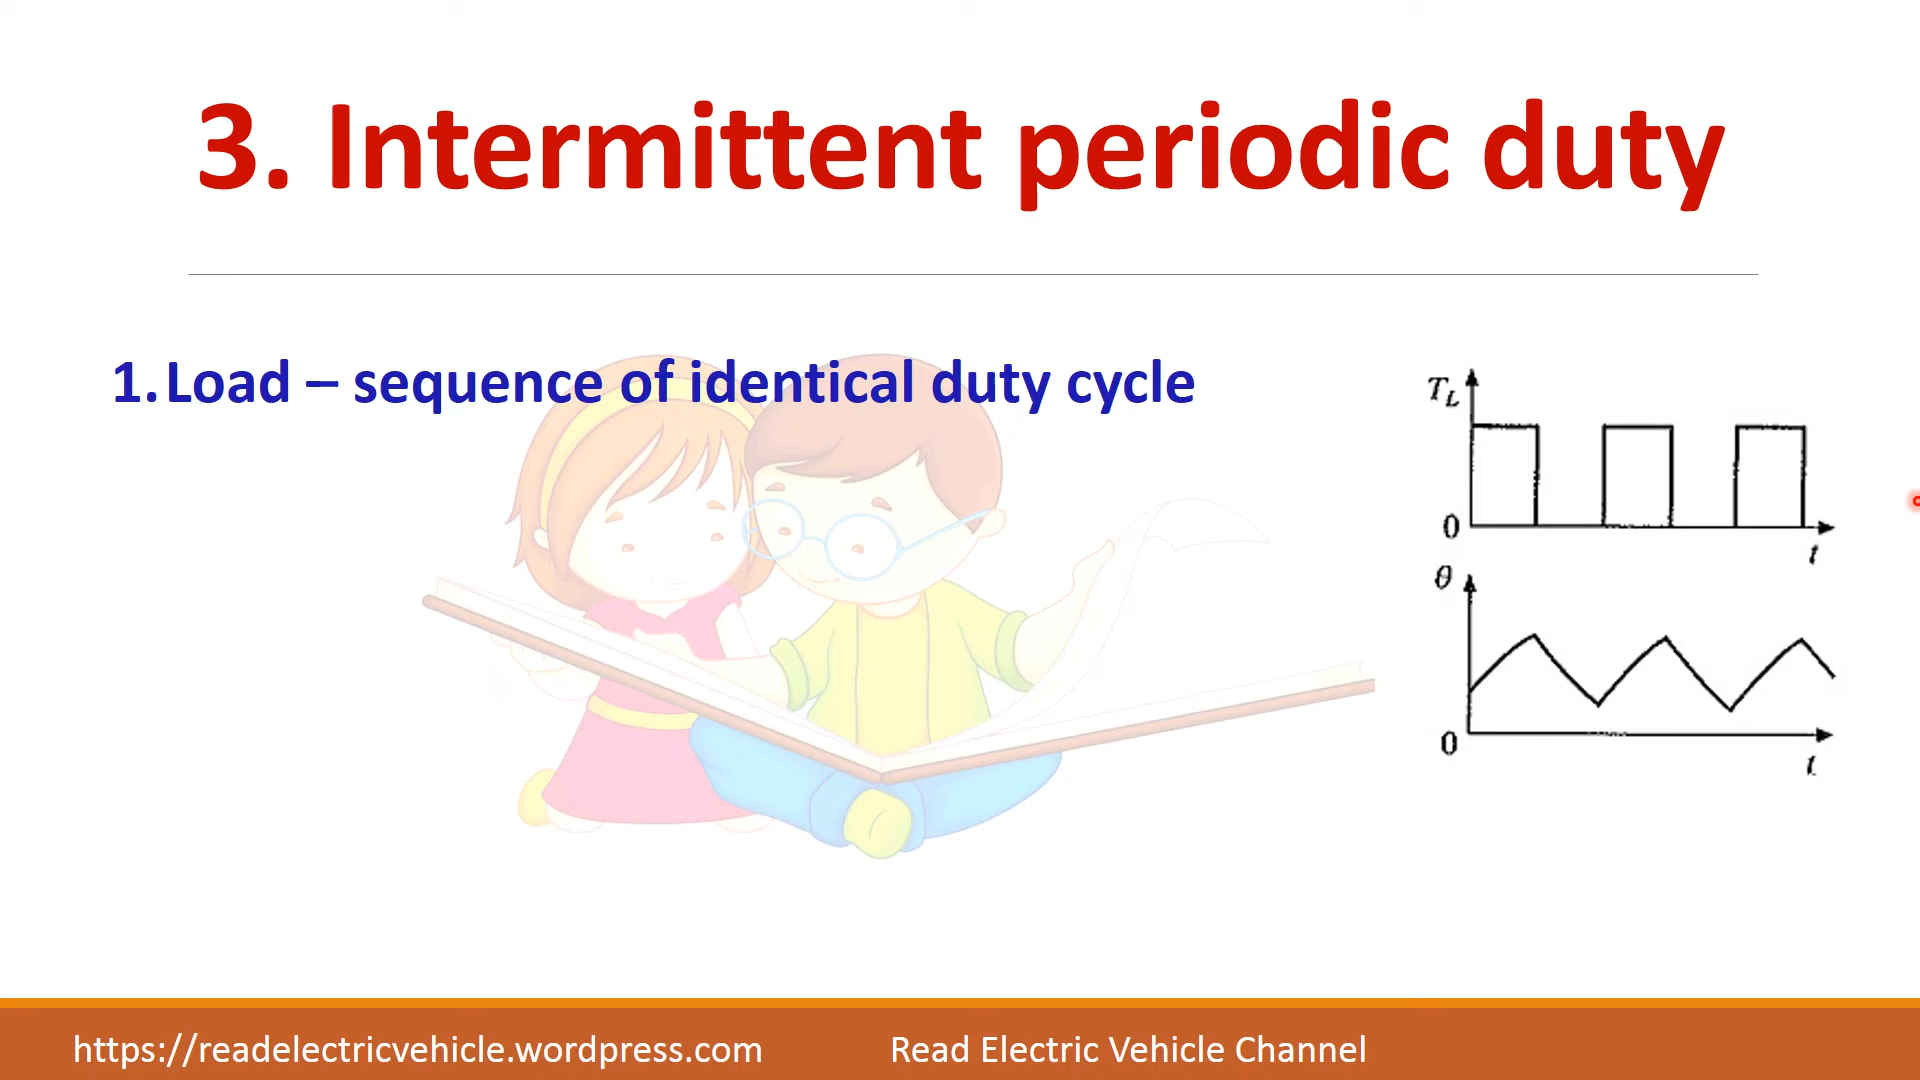 3. Intermittent periodic duty
1. Load – sequence of identical duty cycle
T_L
0
t
θ
0
t
https://readelectricvehicle.wordpress.com
Read Electric Vehicle Channel